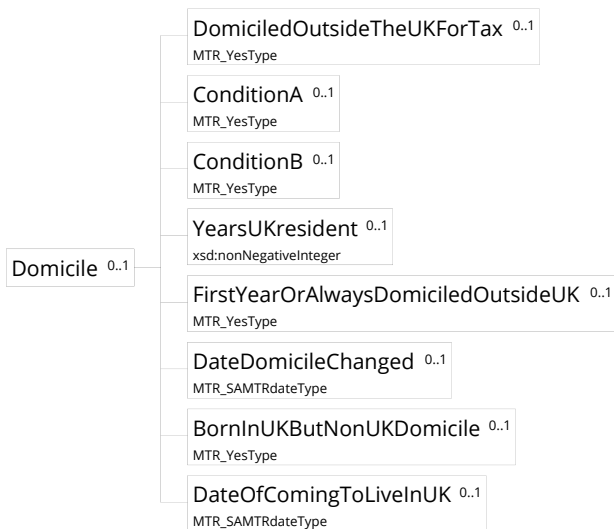 DomiciledOutsideTheUKForTax 0..1
MTR_YesType
ConditionA 0..1
MTR_YesType
ConditionB 0..1
MTR_YesType
YearsUKresident 0..1
xsd:nonNegativeInteger
Domicile 0..1
FirstYearOrAlwaysDomiciledOutsideUK 0..1
MTR_YesType
DateDomicileChanged 0..1
MTR_SAMTRdateType
BornInUKButNonUKDomicile 0..1
MTR_YesType
DateOfComingToLiveInUK 0..1
MTR_SAMTRdateType